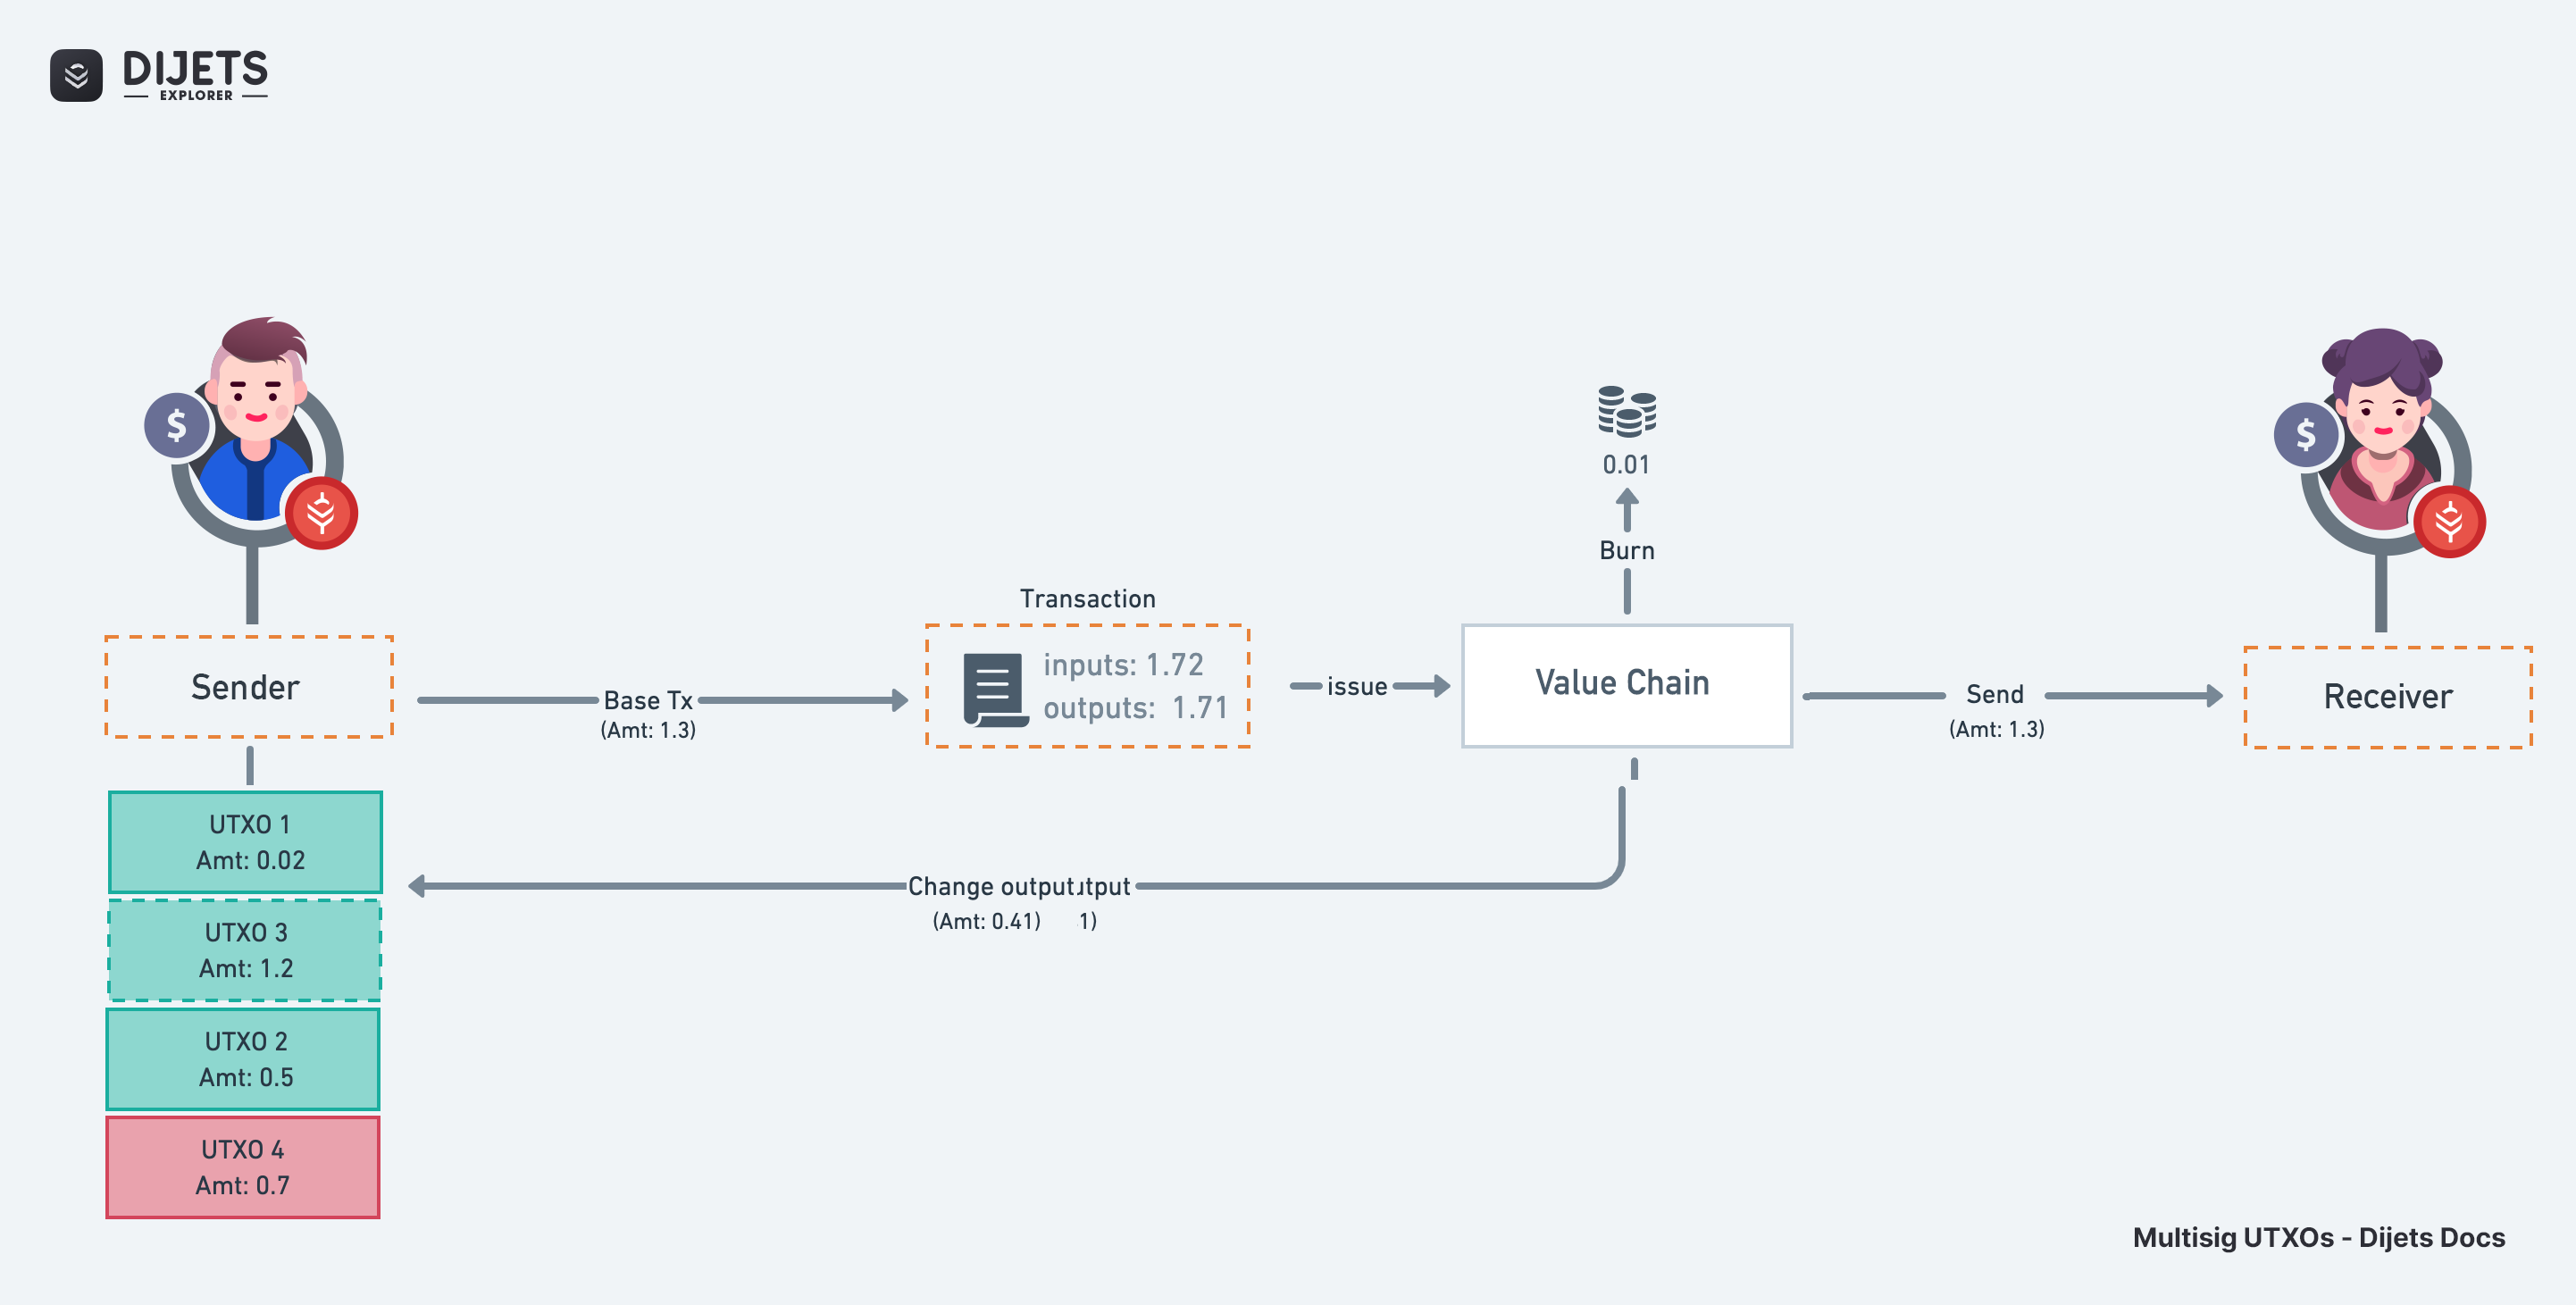 DIJETS
EXPLORER
$
$
0.01
Burn
Transaction
inputs: 1.72
outputs: 1.71
Sender
Base Tx
(Amt: 1.3)
issue
Value Chain
Send
(Amt: 1.3)
Receiver
UTXO 1
Amt: 0.02
Change output
(Amt: 0.41) 1)
UTXO 3
Amt: 1.2
UTXO 2
Amt: 0.5
UTXO 4
Amt: 0.7
Multisig UTXOs - Dijets Docs